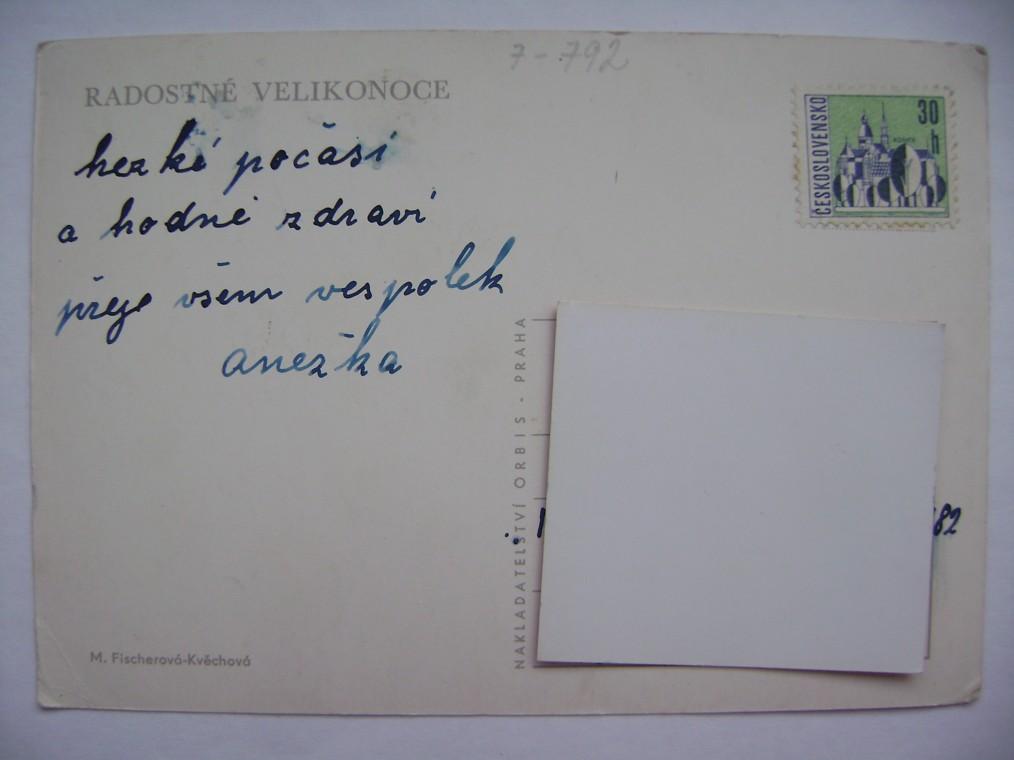 7-792
RADOSTNÉ VELIKONOCE
30
h
ČESKOSLOVENSKO
hezké počasí
a hodně zdraví
přeje všem vespolek
anežka
NAKLADATELSTVÍ ORBIS - PRAHA
82
M. Fischerová-Kvěchová